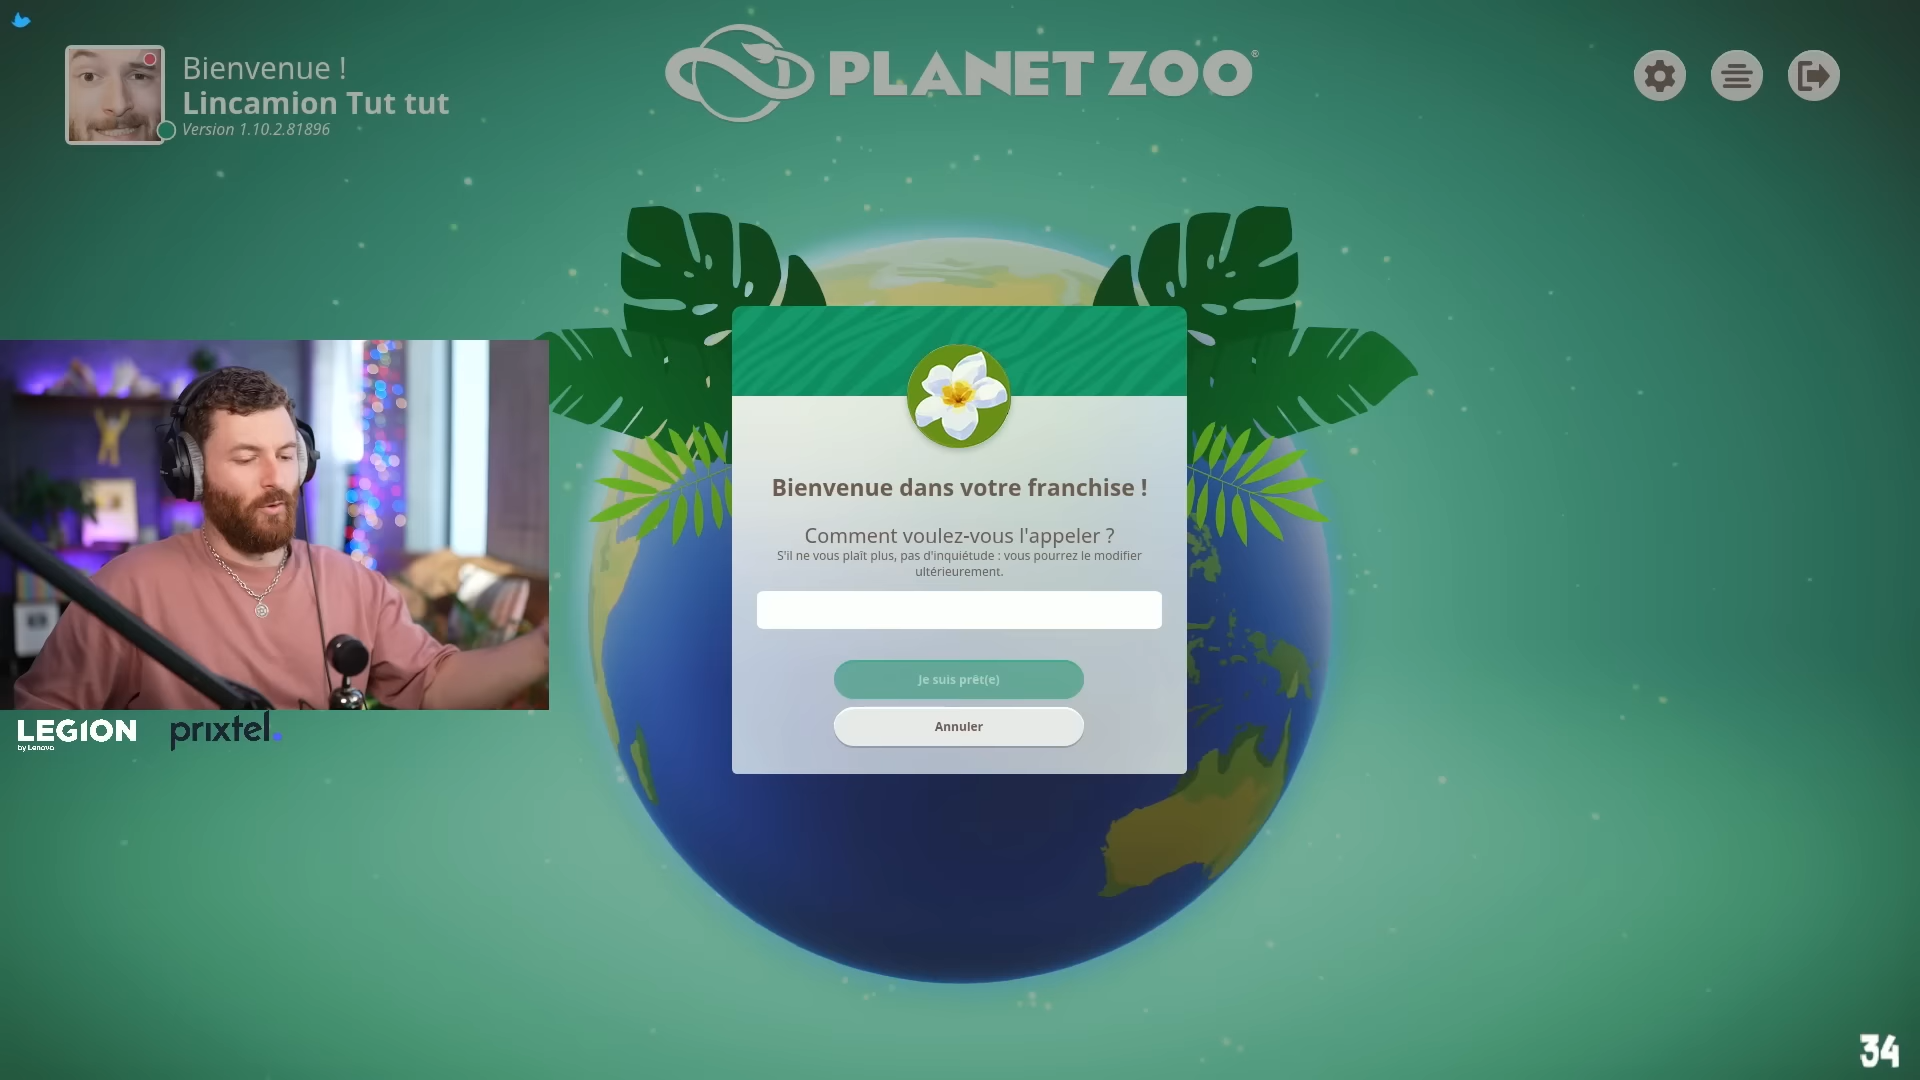 Bienvenue !
Lincamion Tut tut
Version 1.10.2.81896
PLANET ZOO®
Bienvenue dans votre franchise !
Comment voulez-vous l'appeler ?
S'il ne vous plaît plus, pas d'inquiétude : vous pourrez le modifier
ultérieurement.
Je suis prêt(e)
Annuler
LEGION
by Lenovo
prixtel.
34